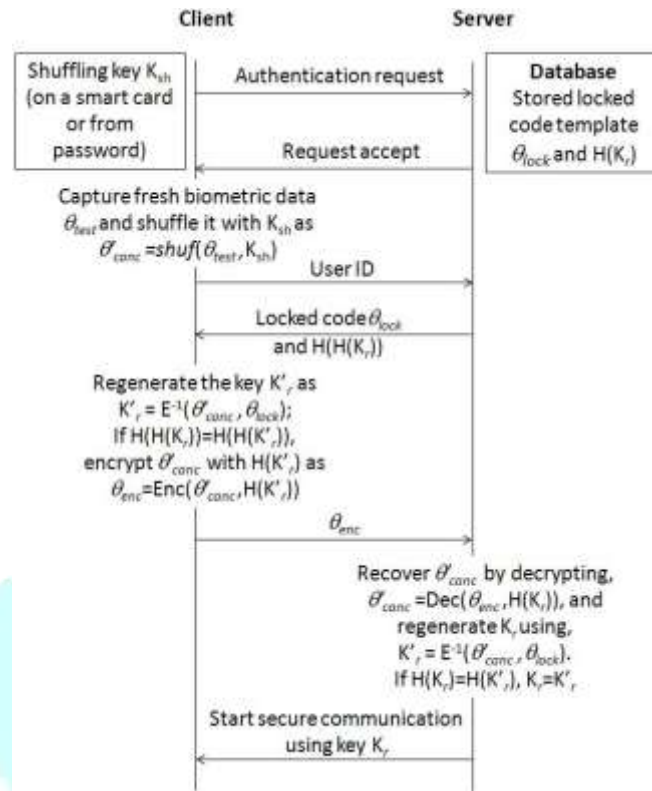 Client
Server
Shuffling key K_sh
(on a smart card
or from
password)
Authentication request
Database
Stored locked
code template
θ_lock and H(K_r)
Request accept
Capture fresh biometric data
θ_test and shuffle it with K_sh as
θ'_canc =shuf(θ_test,K_sh)
User ID
Locked code θ_lock
and H(H(K_r))
Regenerate the key K'_r as
K'_r = E⁻¹(θ'_canc,θ_lock);
If H(H(K_r))=H(H(K'_r)),
encrypt θ'_canc with H(K'_r) as
θ_enc=Enc(θ'_canc,H(K'_r))
θ_enc
Recover θ'_canc by decrypting,
θ'_canc =Dec(θ_enc,H(K_r)), and
regenerate K_r using,
K'_r = E⁻¹(θ'_canc,θ_lock).
If H(K_r)=H(K'_r), K_r=K'_r
Start secure communication
using key K_r